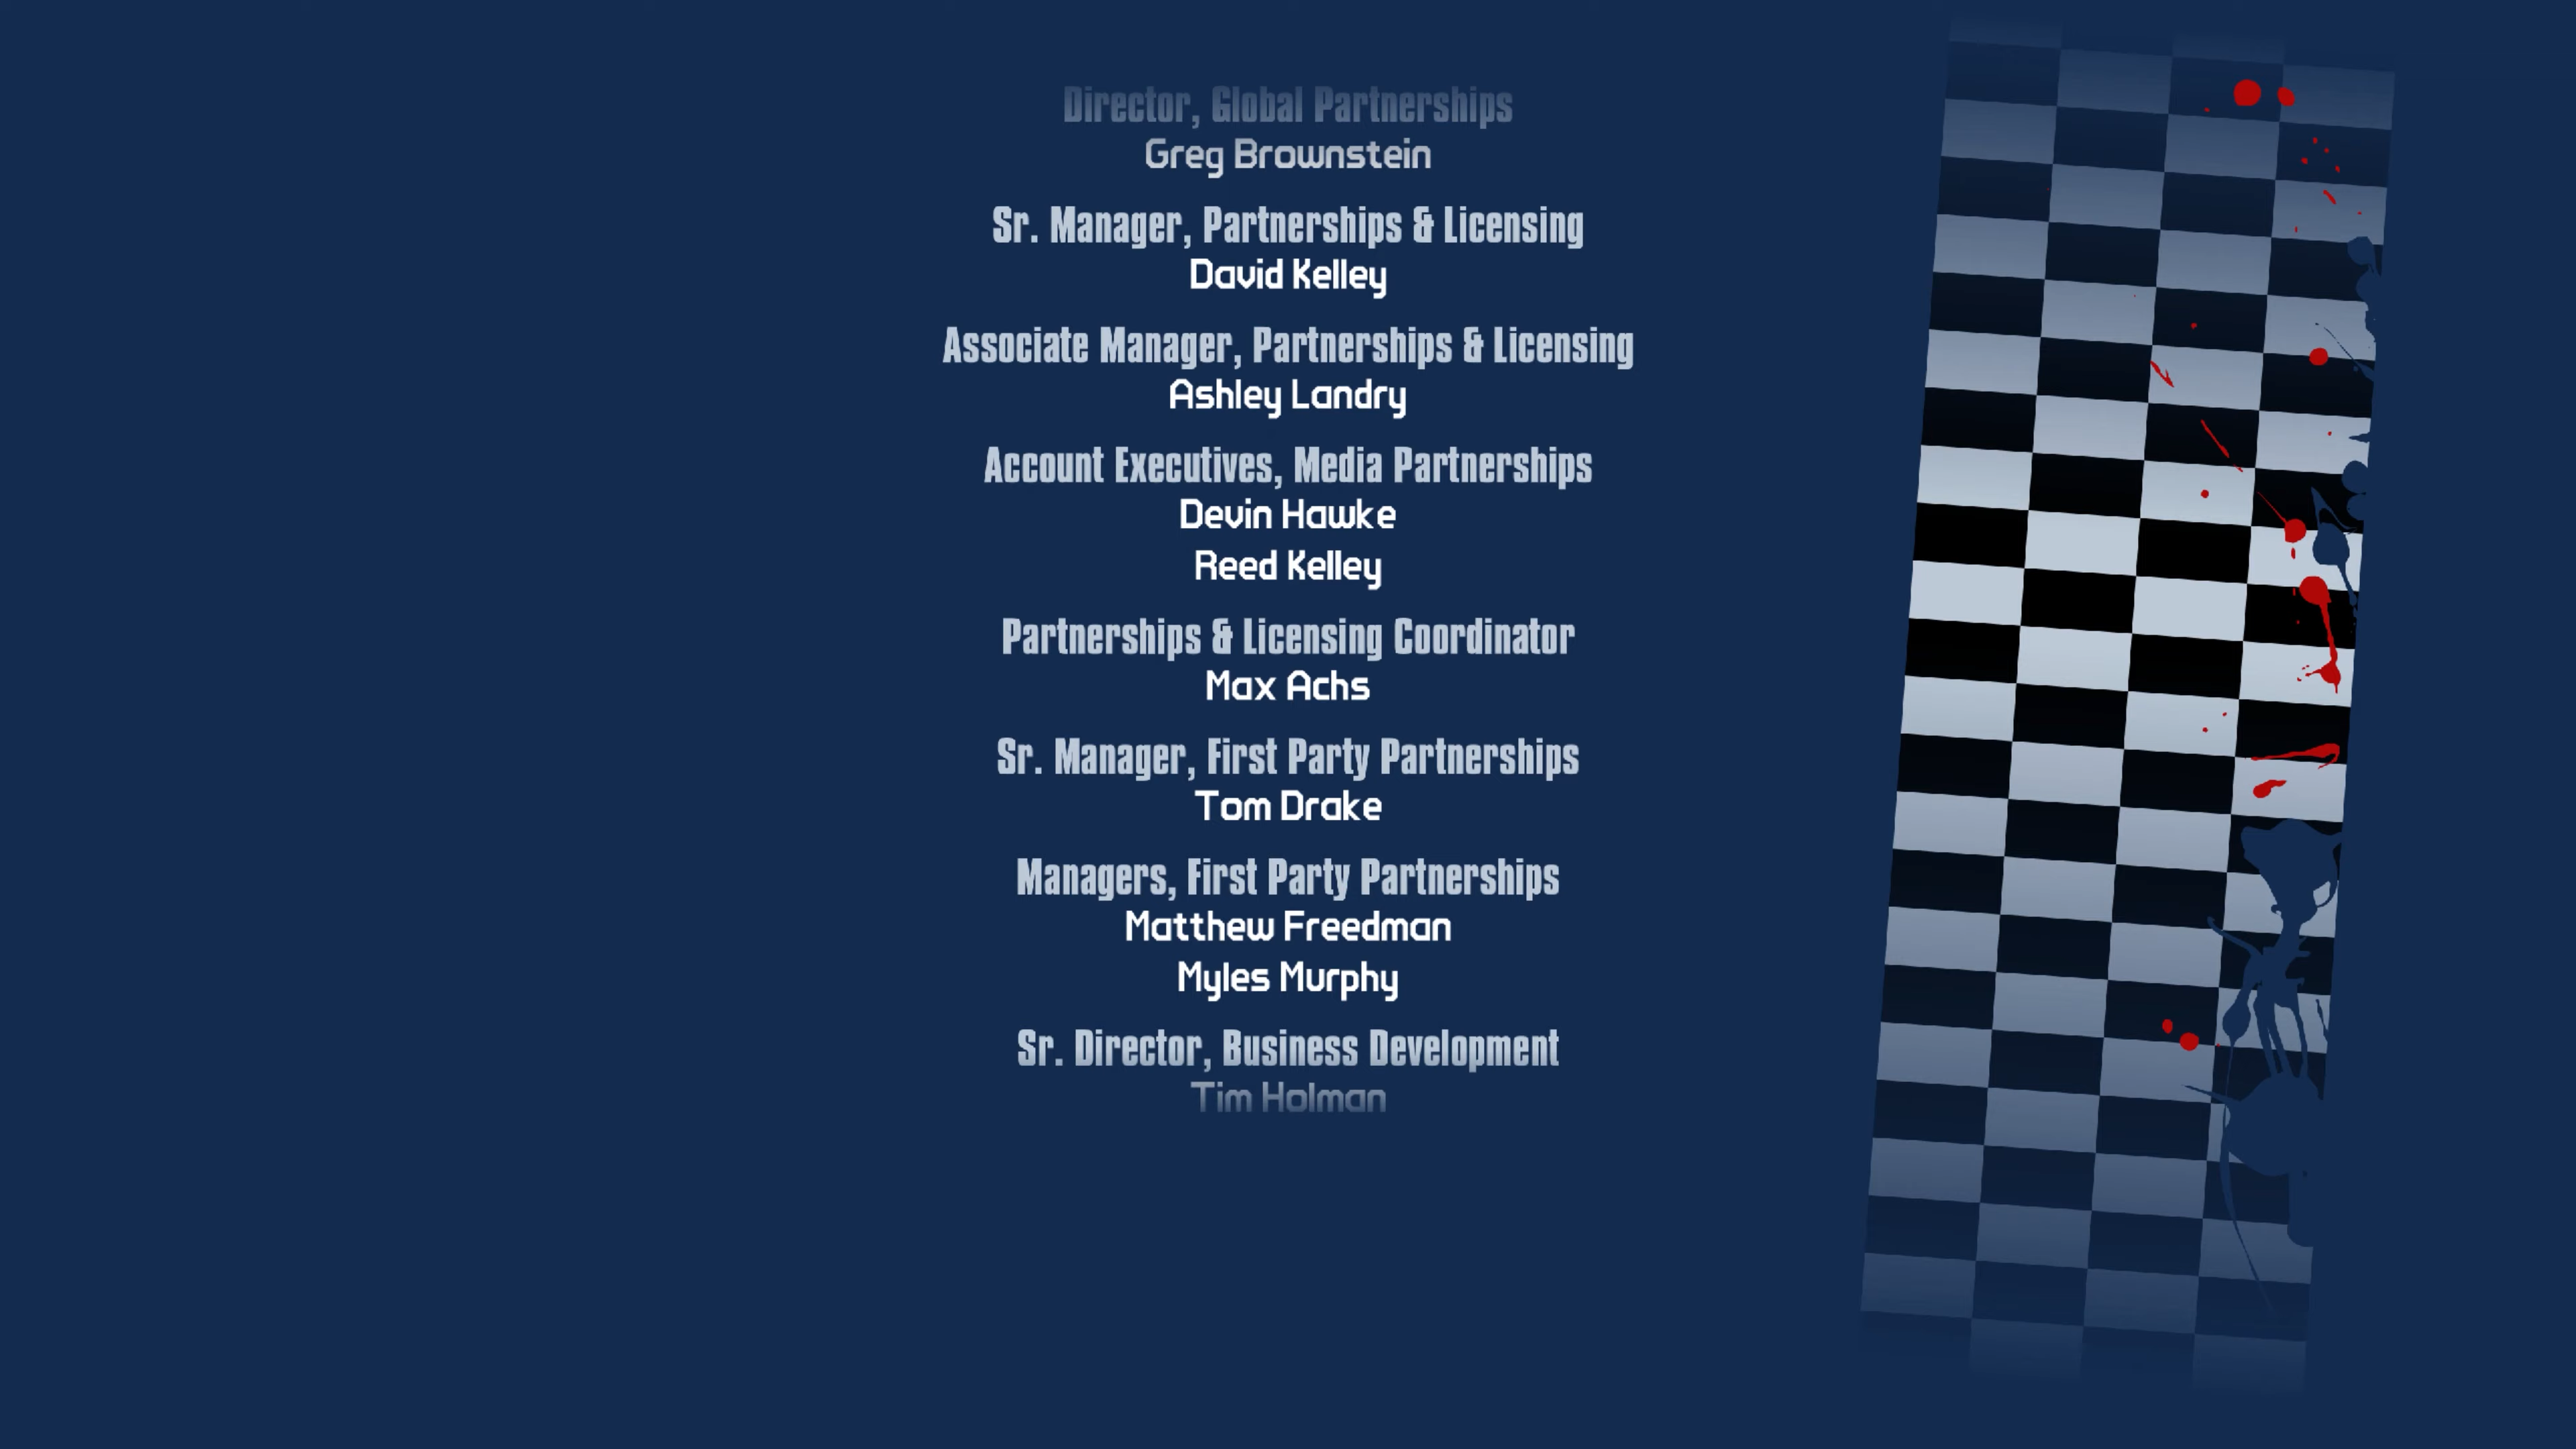 Director, Global Partnerships
Greg Brownstein
Sr. Manager, Partnerships & Licensing
David Kelley
Associate Manager, Partnerships & Licensing
Ashley Landry
Account Executives, Media Partnerships
Devin Hawke
Reed Kelley
Partnerships & Licensing Coordinator
Max Achs
Sr. Manager, First Party Partnerships
Tom Drake
Managers, First Party Partnerships
Matthew Freedman
Myles Murphy
Sr. Director, Business Development
Tim Holman